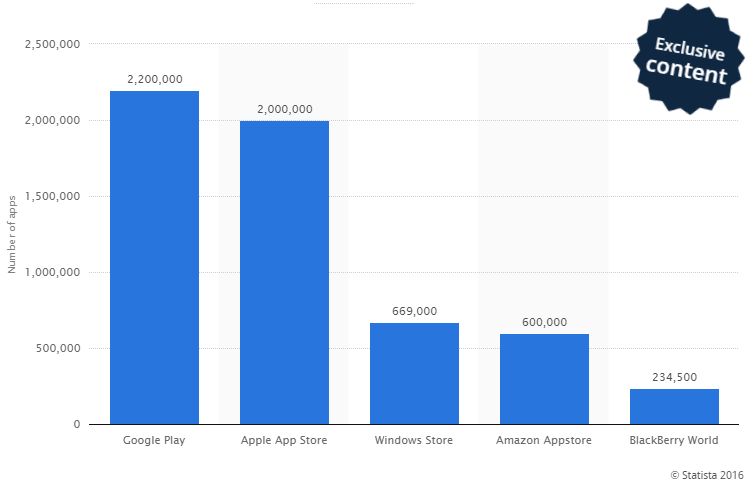 Exclusive
content
Number of apps
2,500,000
2,000,000
1,500,000
1,000,000
500,000
0
2,200,000
2,000,000
669,000
600,000
234,500
Google Play
Apple App Store
Windows Store
Amazon Appstore
BlackBerry World
© Statista 2016